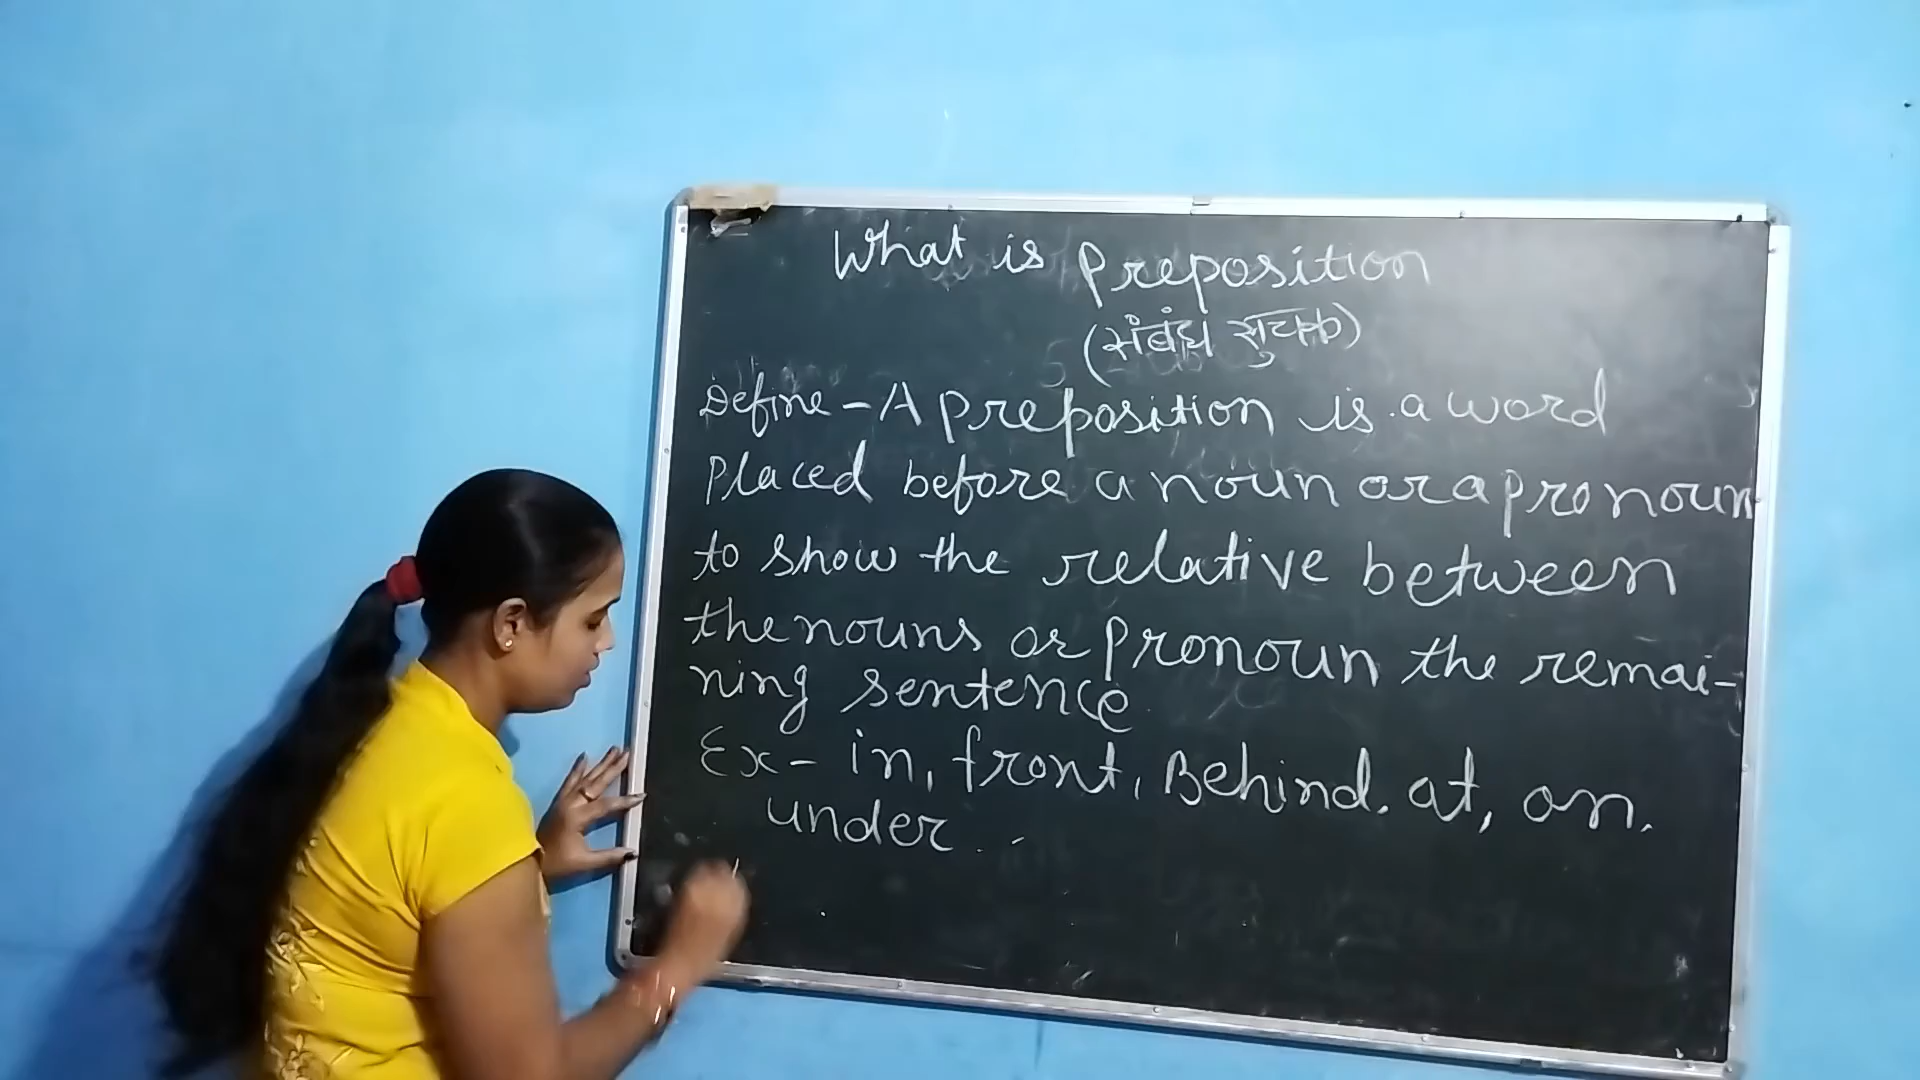 What is Preposition
(संबंध सुचक)
Define - A preposition is a word
Placed before a noun or a pronoun
to show the relative between
the nouns or pronoun the remai-
ning sentence
Ex - in, front, Behind. at, on.
under..